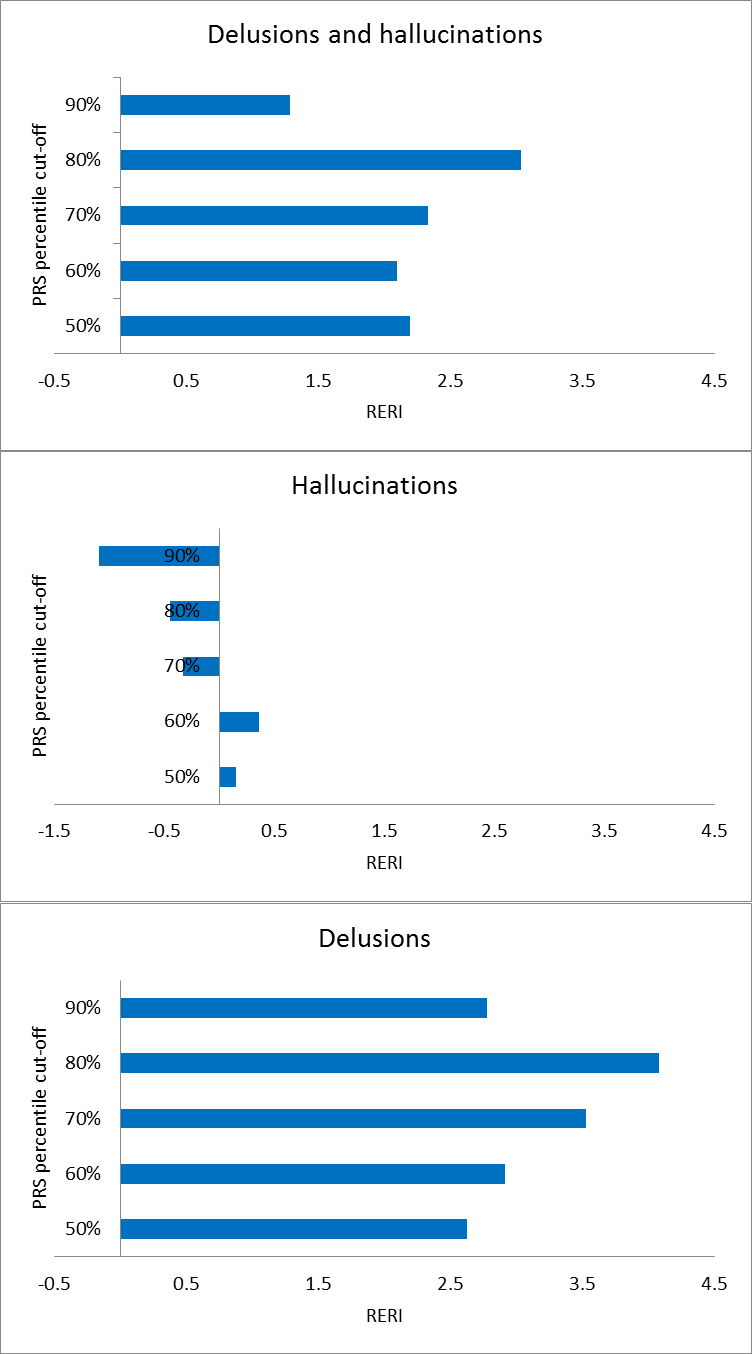 Delusions and hallucinations
PRS percentile cut-off
90%
80%
70%
60%
50%
-0.5 0.5 1.5 2.5 3.5 4.5
RERI
Hallucinations
PRS percentile cut-off
90%
80%
70%
60%
50%
-1.5 -0.5 0.5 1.5 2.5 3.5 4.5
RERI
Delusions
PRS percentile cut-off
90%
80%
70%
60%
50%
-0.5 0.5 1.5 2.5 3.5 4.5
RERI